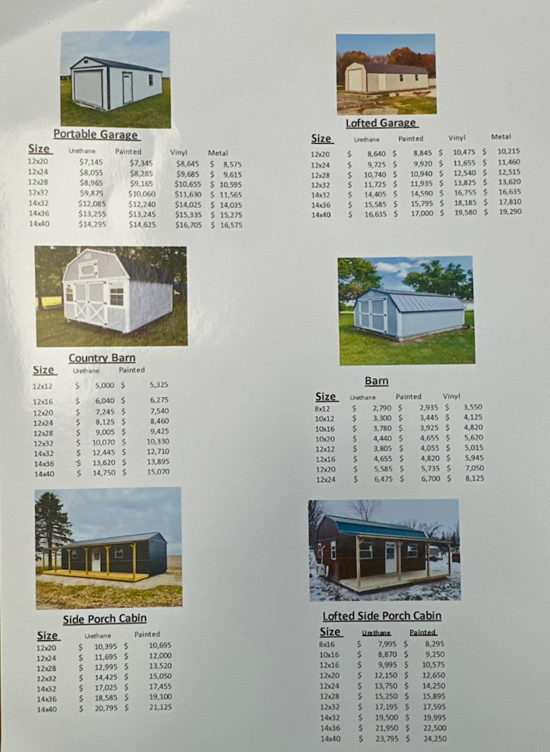 Portable Garage
Size Urethane Painted Vinyl Metal
12x20 $7,145 $7,345 $8,645 $ 8,575
12x24 $8,055 $8,285 $9,685 $ 9,615
12x28 $8,965 $9,165 $10,655 $ 10,595
12x32 $9,875 $10,060 $11,630 $ 11,565
14x32 $12,085 $12,240 $14,025 $ 14,035
14x36 $13,255 $13,245 $15,335 $ 15,275
14x40 $14,295 $14,625 $16,705 $ 16,575
Lofted Garage
Size Urethane Painted Vinyl Metal
12x20 $ 8,640 $ 8,845 $ 10,475 $ 10,215
12x24 $ 9,725 $ 9,920 $ 11,655 $ 11,460
12x28 $ 10,740 $ 10,940 $ 12,540 $ 12,515
12x32 $ 11,725 $ 11,935 $ 13,825 $ 13,620
14x32 $ 14,405 $ 14,590 $ 16,755 $ 16,635
14x36 $ 15,585 $ 15,795 $ 18,185 $ 17,810
14x40 $ 16,635 $ 17,000 $ 19,580 $ 19,290
Country Barn
Size Urethane Painted
12x12 $ 5,000 $ 5,325
12x16 $ 6,040 $ 6,275
12x20 $ 7,245 $ 7,540
12x24 $ 8,125 $ 8,460
12x28 $ 9,005 $ 9,425
12x32 $ 10,070 $ 10,330
14x32 $ 12,445 $ 12,710
14x36 $ 13,620 $ 13,895
14x40 $ 14,750 $ 15,070
Barn
Size Urethane Painted Vinyl
8x12 $ 2,790 $ 2,935 $ 3,550
10x12 $ 3,300 $ 3,445 $ 4,125
10x16 $ 3,780 $ 3,925 $ 4,820
10x20 $ 4,440 $ 4,655 $ 5,620
12x12 $ 3,805 $ 4,055 $ 5,015
12x16 $ 4,655 $ 4,820 $ 5,945
12x20 $ 5,585 $ 5,735 $ 7,050
12x24 $ 6,475 $ 6,700 $ 8,125
Side Porch Cabin
Size Urethane Painted
12x20 $ 10,395 $ 10,695
12x24 $ 11,695 $ 12,000
12x28 $ 12,995 $ 13,520
12x32 $ 14,425 $ 15,050
14x32 $ 17,025 $ 17,455
14x36 $ 18,585 $ 19,100
14x40 $ 20,795 $ 21,125
Lofted Side Porch Cabin
Size Urethane Painted
8x16 $ 7,995 $ 8,295
10x16 $ 8,870 $ 9,250
12x16 $ 9,995 $ 10,575
12x20 $ 12,150 $ 12,650
12x24 $ 13,750 $ 14,250
12x28 $ 15,250 $ 15,895
12x32 $ 17,195 $ 17,595
14x32 $ 19,500 $ 19,995
14x36 $ 21,950 $ 22,500
14x40 $ 23,795 $ 24,250